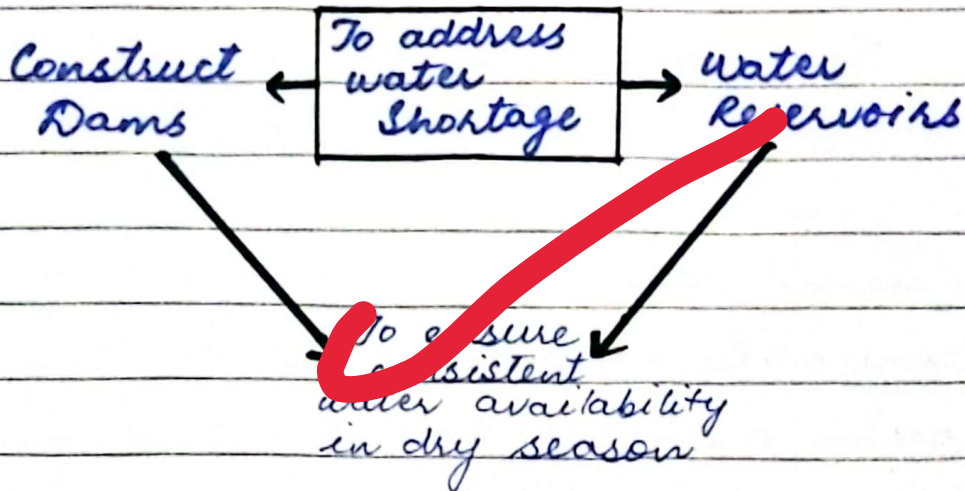 Construct
Dams
To address
water
Shortage
water
Reservoirs
To ensure
consistent
water availability
in dry season